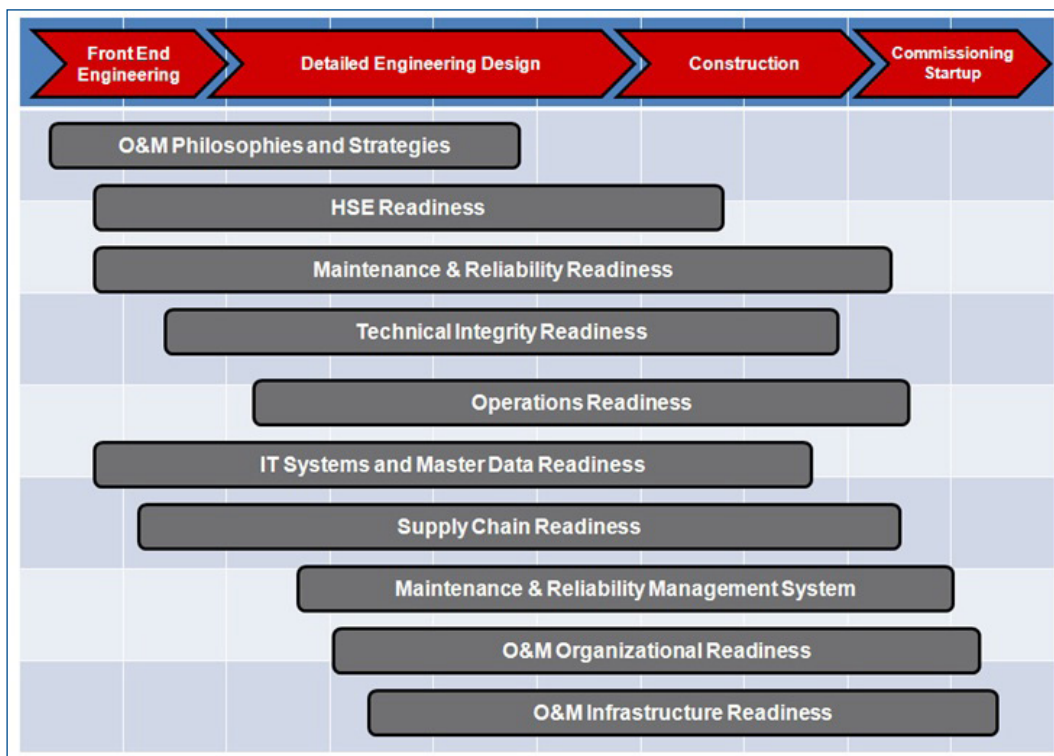 Front End
Engineering
Detailed Engineering Design
Construction
Commissioning
Startup
O&M Philosophies and Strategies
HSE Readiness
Maintenance & Reliability Readiness
Technical Integrity Readiness
Operations Readiness
IT Systems and Master Data Readiness
Supply Chain Readiness
Maintenance & Reliability Management System
O&M Organizational Readiness
O&M Infrastructure Readiness